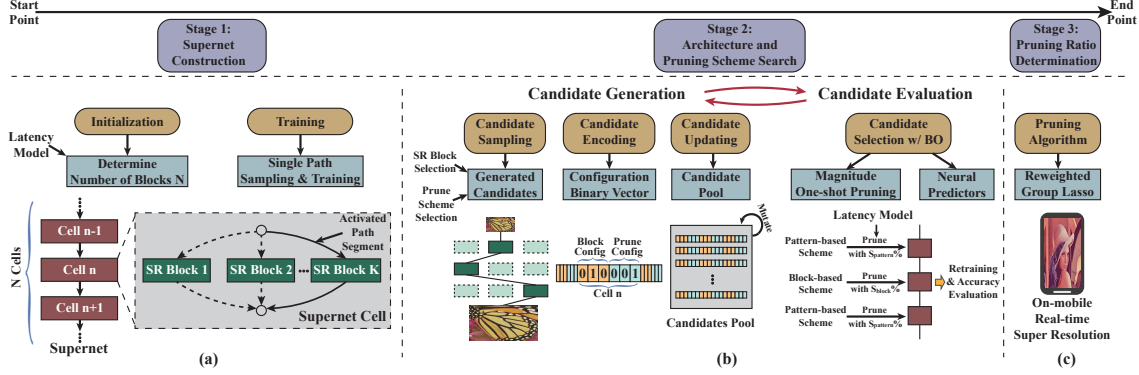 Start
Point
End
Point
Stage 1:
Supernet
Construction
Stage 2:
Architecture and
Pruning Scheme Search
Stage 3:
Pruning Ratio
Determination
Initialization
Training
Latency
Model
Determine
Number of Blocks N
Single Path
Sampling & Training
N Cells
Cell n-1
Cell n
Cell n+1
Supernet
Activated
Path
Segment
SR Block 1
SR Block 2
SR Block K
Supernet Cell
(a)
Candidate Generation
Candidate Evaluation
Candidate
Sampling
Candidate
Encoding
Candidate
Updating
Candidate
Selection w/ BO
SR Block
Selection
Prune
Scheme
Selection
Generated
Candidates
Configuration
Binary Vector
Candidate
Pool
Magnitude
One-shot Pruning
Neural
Predictors
Block
Config
Prune
Config
0 1 0 0 0 1
Cell n
Mutate
Candidates Pool
Latency Model
Pattern-based
Scheme
Prune
with Spattern%
Block-based
Scheme
Prune
with Sblock%
Pattern-based
Scheme
Prune
with Spattern%
Retraining
& Accuracy
Evaluation
(b)
Pruning
Algorithm
Reweighted
Group Lasso
On-mobile
Real-time
Super Resolution
(c)